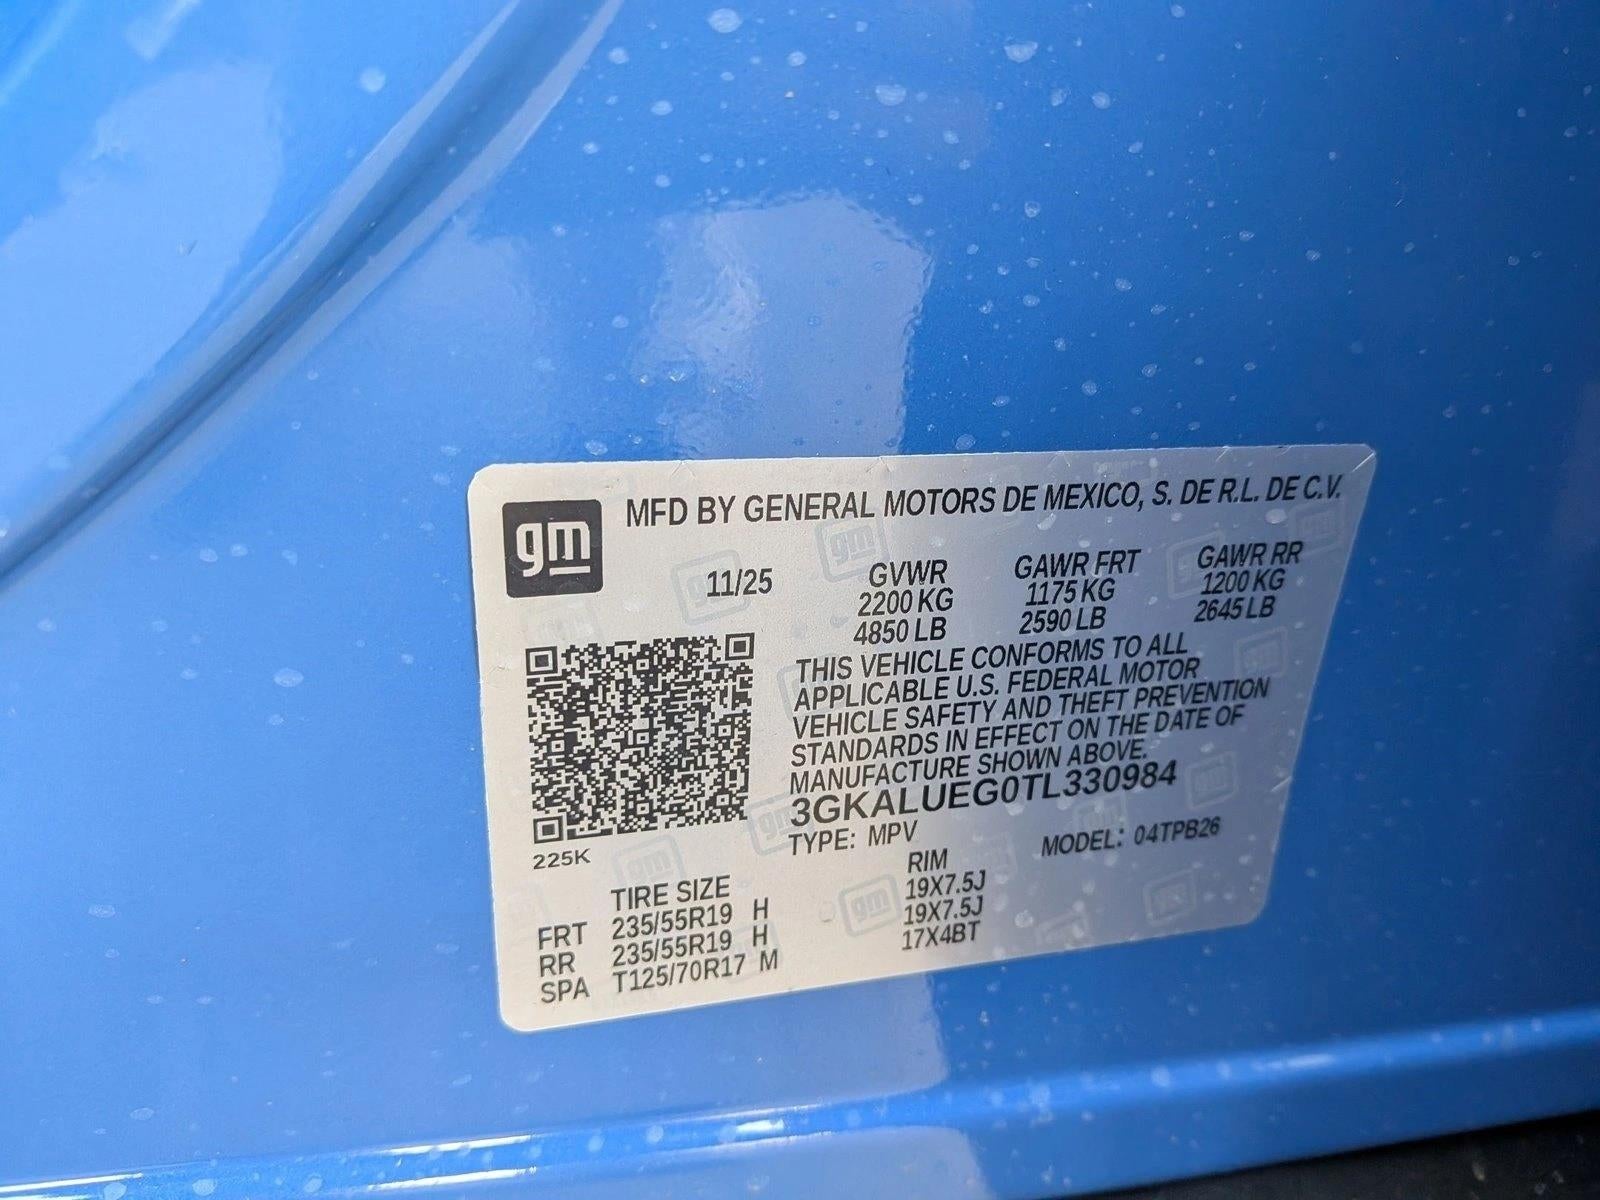 gm
MFD BY GENERAL MOTORS DE MEXICO, S. DE R.L. DE C.V.
11/25 GVWR GAWR FRT GAWR RR
2200 KG 1175 KG 1200 KG
4850 LB 2590 LB 2645 LB
THIS VEHICLE CONFORMS TO ALL
APPLICABLE U.S. FEDERAL MOTOR
VEHICLE SAFETY AND THEFT PREVENTION
STANDARDS IN EFFECT ON THE DATE OF
MANUFACTURE SHOWN ABOVE.
3GKALUEG0TL330984
TYPE: MPV MODEL: 04TPB26
225K
TIRE SIZE RIM
FRT 235/55R19 H 19X7.5J
RR 235/55R19 H 19X7.5J
SPA T125/70R17 M 17X4BT